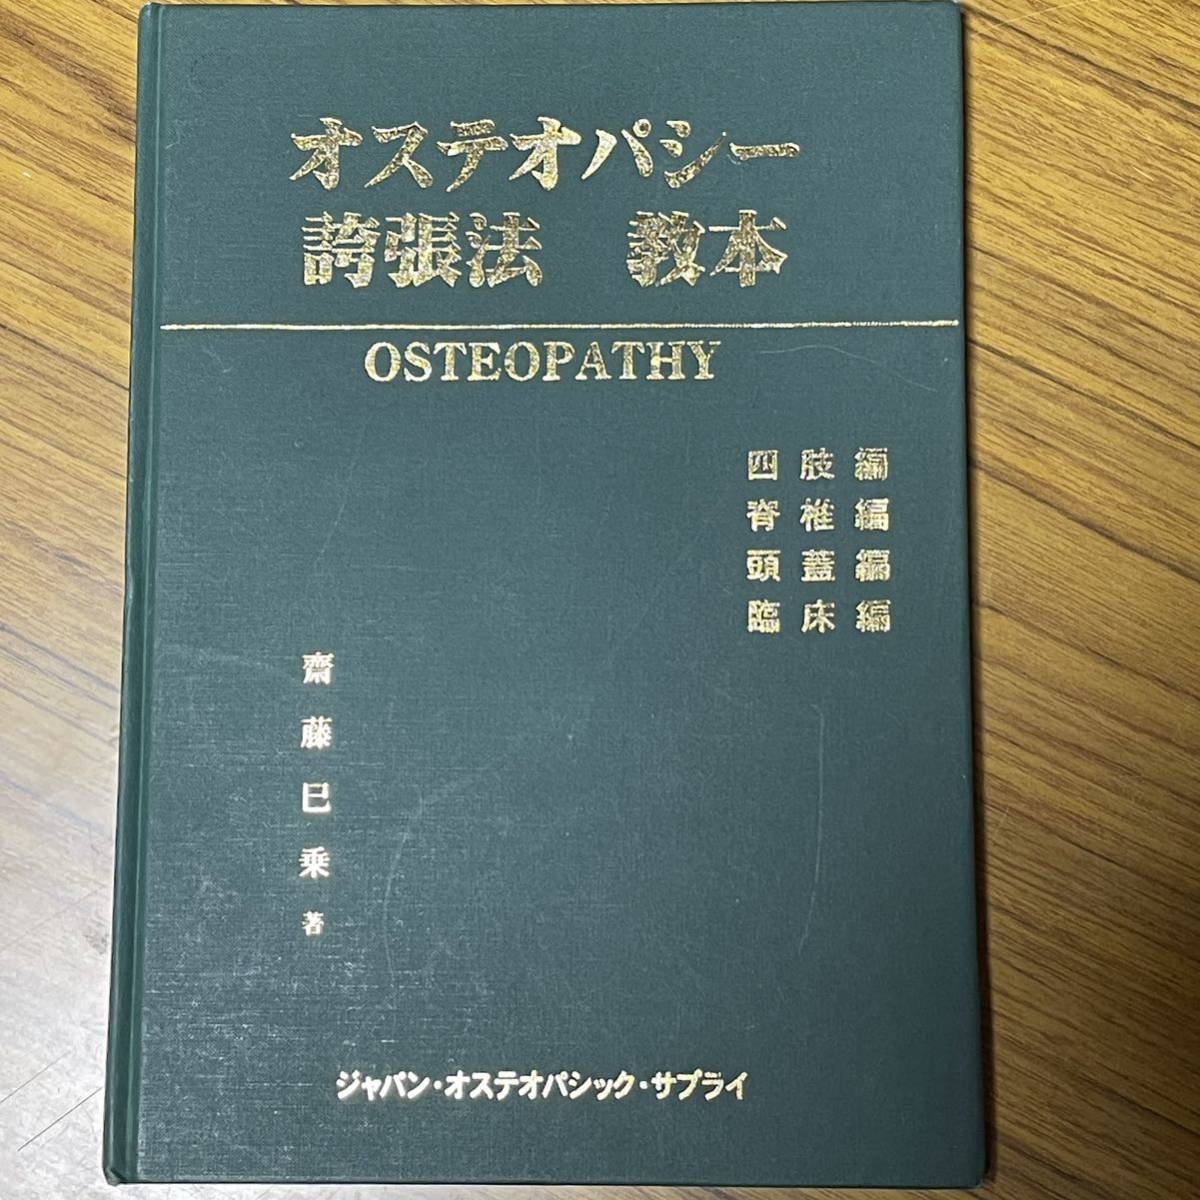 オステオパシー
誇張法　教本
OSTEOPATHY
四肢編
脊椎編
頭蓋編
臨床編
齋藤巳乗 著
ジャパン・オステオパシック・サプライ